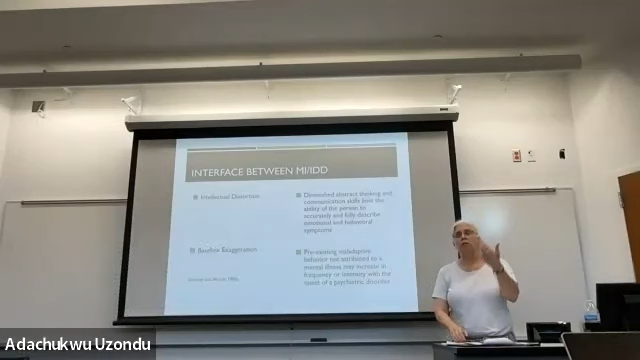 INTERFACE BETWEEN MI/IDD
Intellectual Distortion
Diminished abstract thinking and
communication skills limit the
ability of the person to
accurately and fully describe
emotional and behavioral
symptoms
Baseline Exaggeration
Pre-existing maladaptive
behavior not attributed to a
mental illness may increase in
frequency or intensity with the
onset of a psychiatric disorder
Adachukwu Uzondu